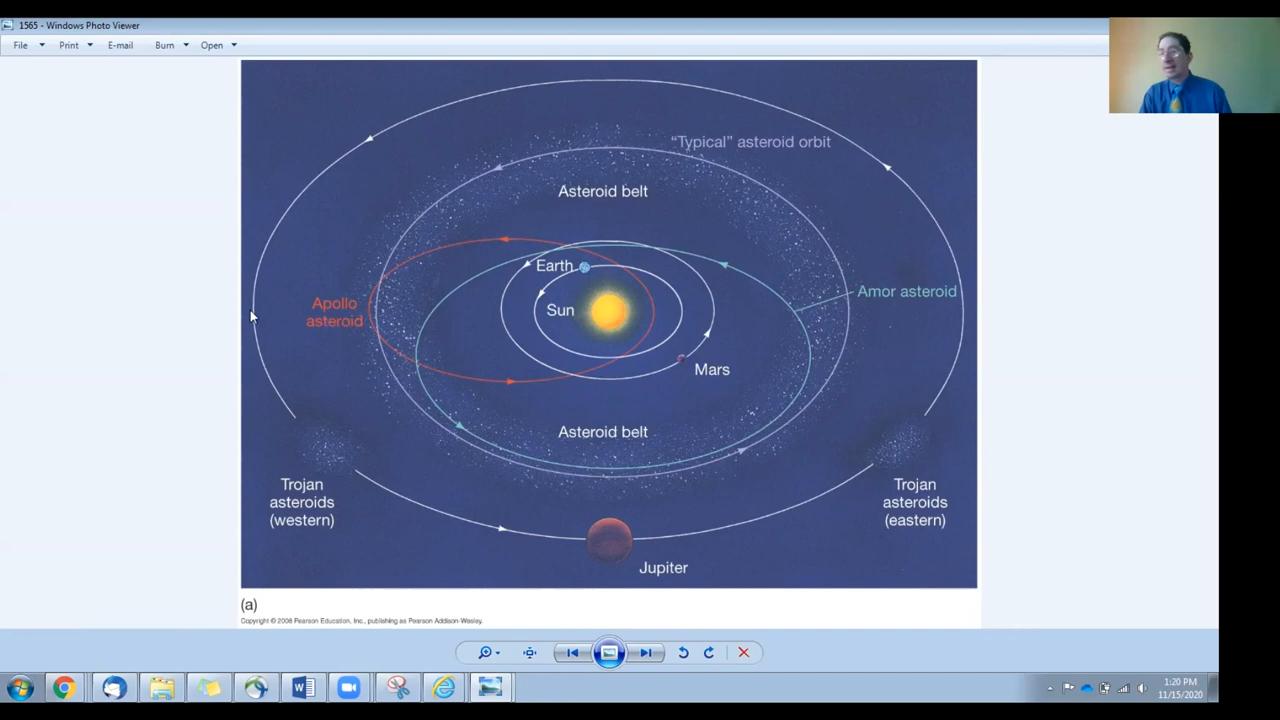 1565 - Windows Photo Viewer
File Print E-mail Burn Open
"Typical" asteroid orbit
Asteroid belt
Earth
Sun
Apollo
asteroid
Amor asteroid
Mars
Asteroid belt
Trojan
asteroids
(western)
Trojan
asteroids
(eastern)
Jupiter
(a)
Copyright © 2008 Pearson Education, Inc., publishing as Pearson Addison-Wesley.
1:20 PM
11/15/2020